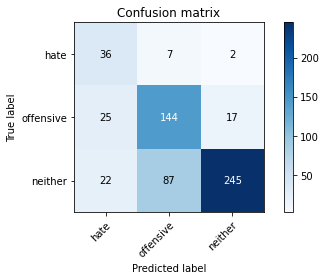 Confusion matrix
hate 36 7 2
offensive 25 144 17
neither 22 87 245
hate offensive neither
True label
Predicted label
200
150
100
50